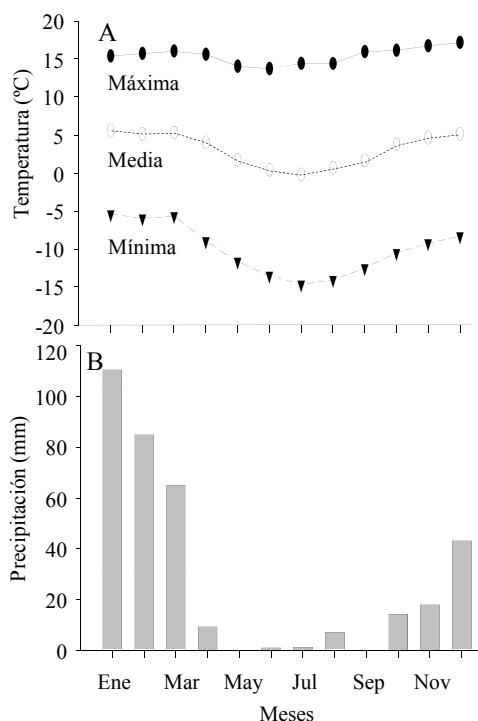 A
Temperatura (ºC)
20
15
10
5
0
-5
-10
-15
-20
Máxima
Media
Mínima
B
Precipitación (mm)
120
100
80
60
40
20
0
Ene Mar May Jul Sep Nov
Meses